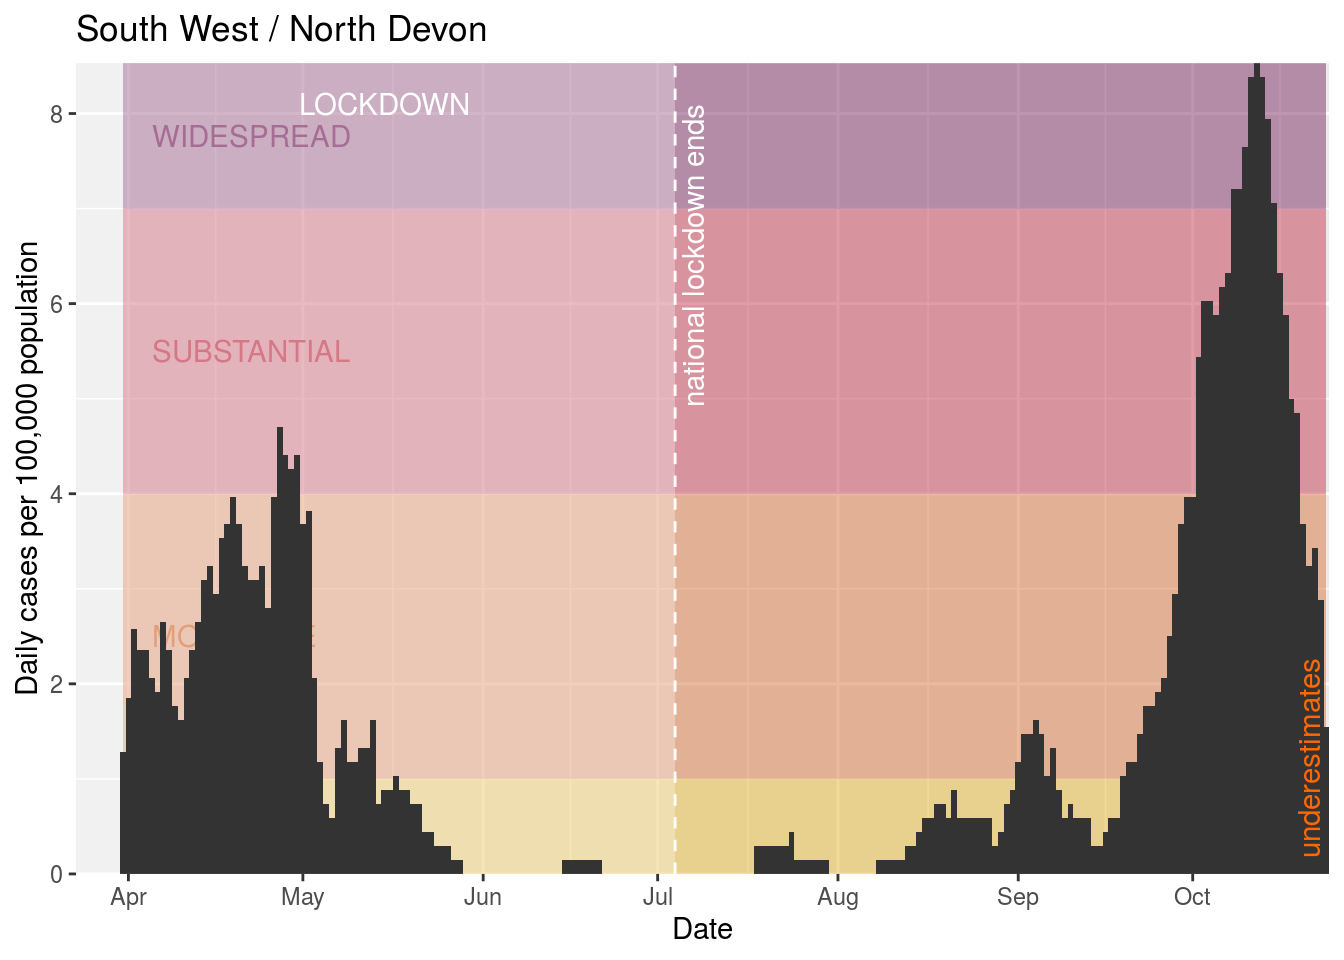 South West / North Devon
Daily cases per 100,000 population
8
6
4
2
0
LOCKDOWN
WIDESPREAD
SUBSTANTIAL
national lockdown ends
underestimates
Apr May Jun Jul Aug Sep Oct
Date